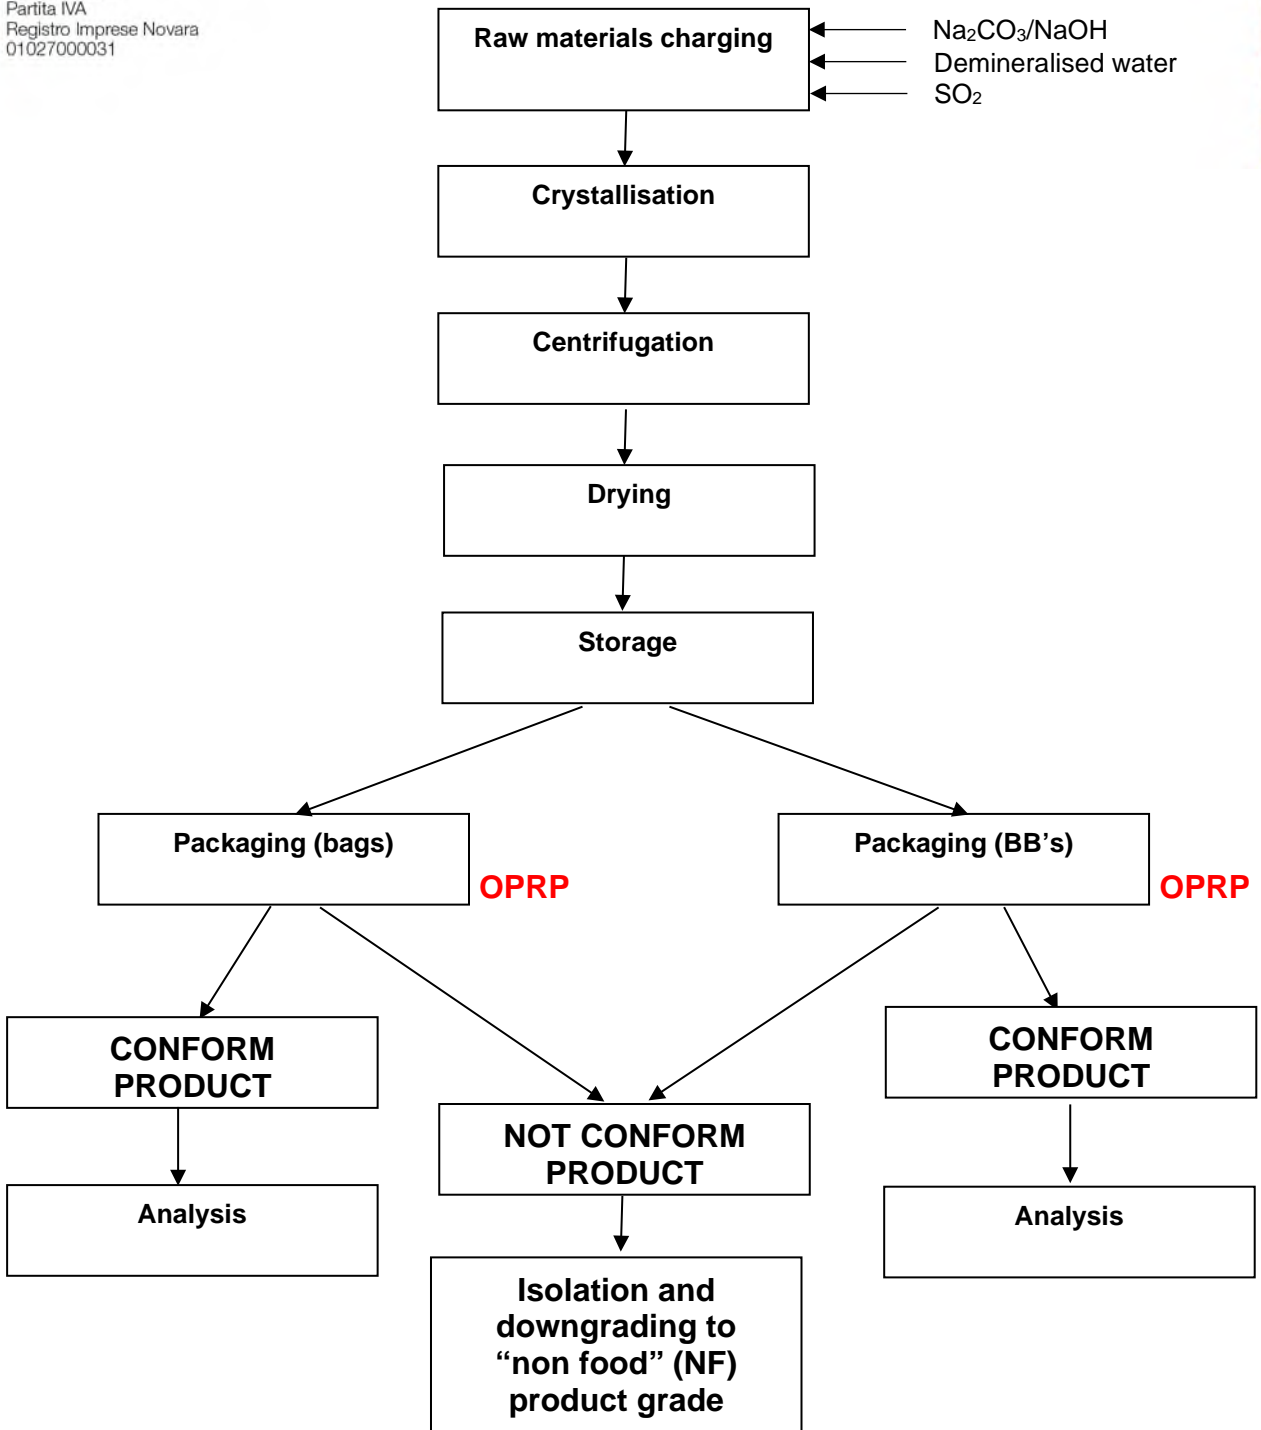 Partita IVA
Registro Imprese Novara
01027000031
Raw materials charging
Na₂CO₃/NaOH
Demineralised water
SO₂
Crystallisation
Centrifugation
Drying
Storage
Packaging (bags)
OPRP
Packaging (BB's)
OPRP
CONFORM
PRODUCT
CONFORM
PRODUCT
NOT CONFORM
PRODUCT
Analysis
Analysis
Isolation and
downgrading to
“non food” (NF)
product grade